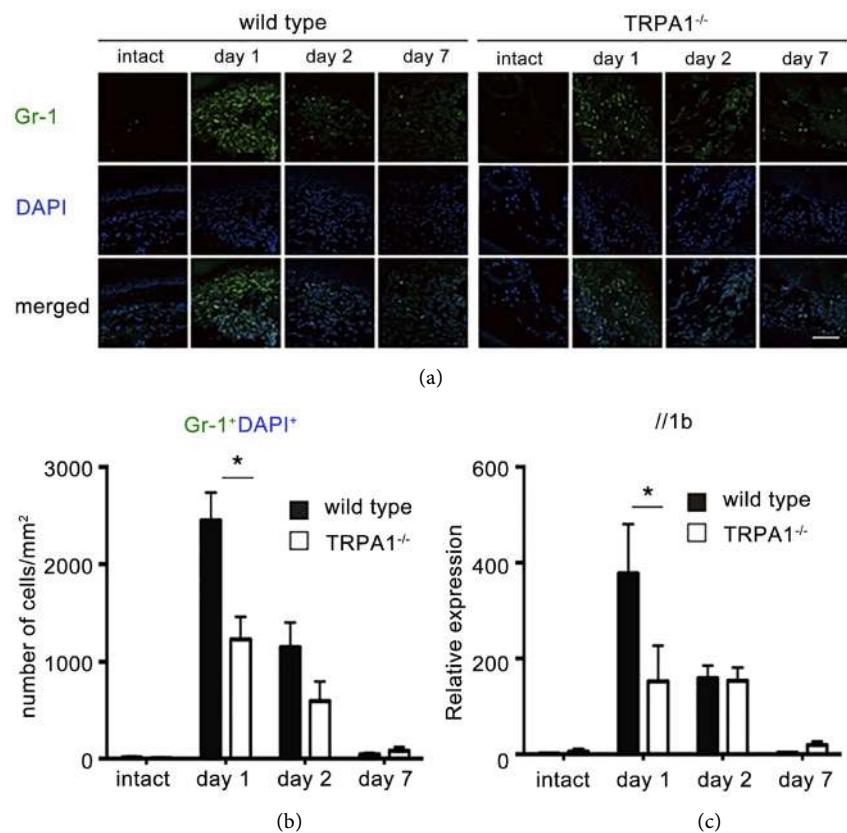 wild type TRPA1-/-
intact day 1 day 2 day 7 intact day 1 day 2 day 7
Gr-1
DAPI
merged
(a)
Gr-1+DAPI+
number of cells/mm²
3000
2000
1000
0
*
wild type
TRPA1-/-
intact day 1 day 2 day 7
(b)
//1b
Relative expression
600
400
200
0
*
wild type
TRPA1-/-
intact day 1 day 2 day 7
(c)